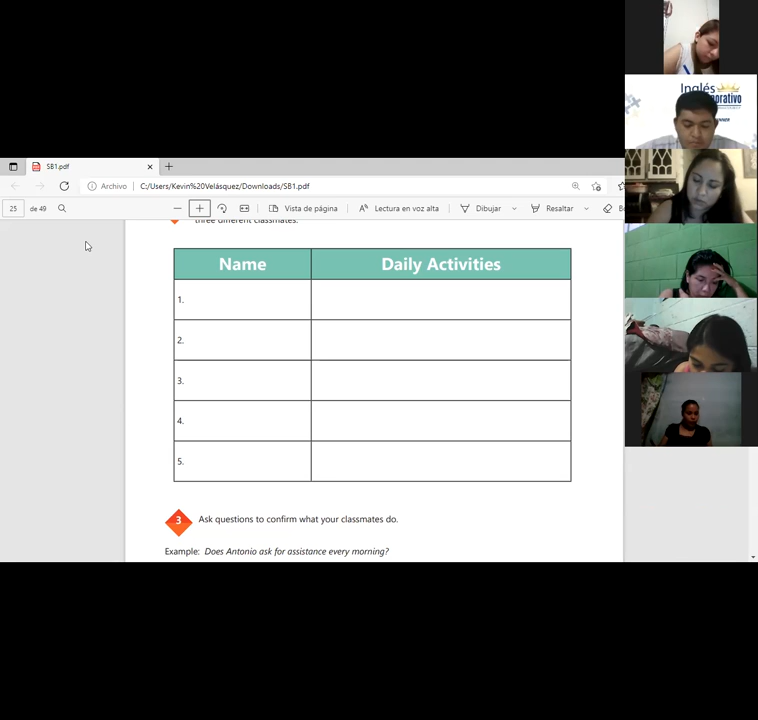 SB1.pdf
Archivo
C:/Users/Kevin%20Velásquez/Downloads/SB1.pdf
25 de 49
Vista de página
Lectura en voz alta
Dibujar
Resaltar
three different classmates.
Name Daily Activities
1.
2.
3.
4.
5.
3 Ask questions to confirm what your classmates do.
Example: Does Antonio ask for assistance every morning?
Inglés